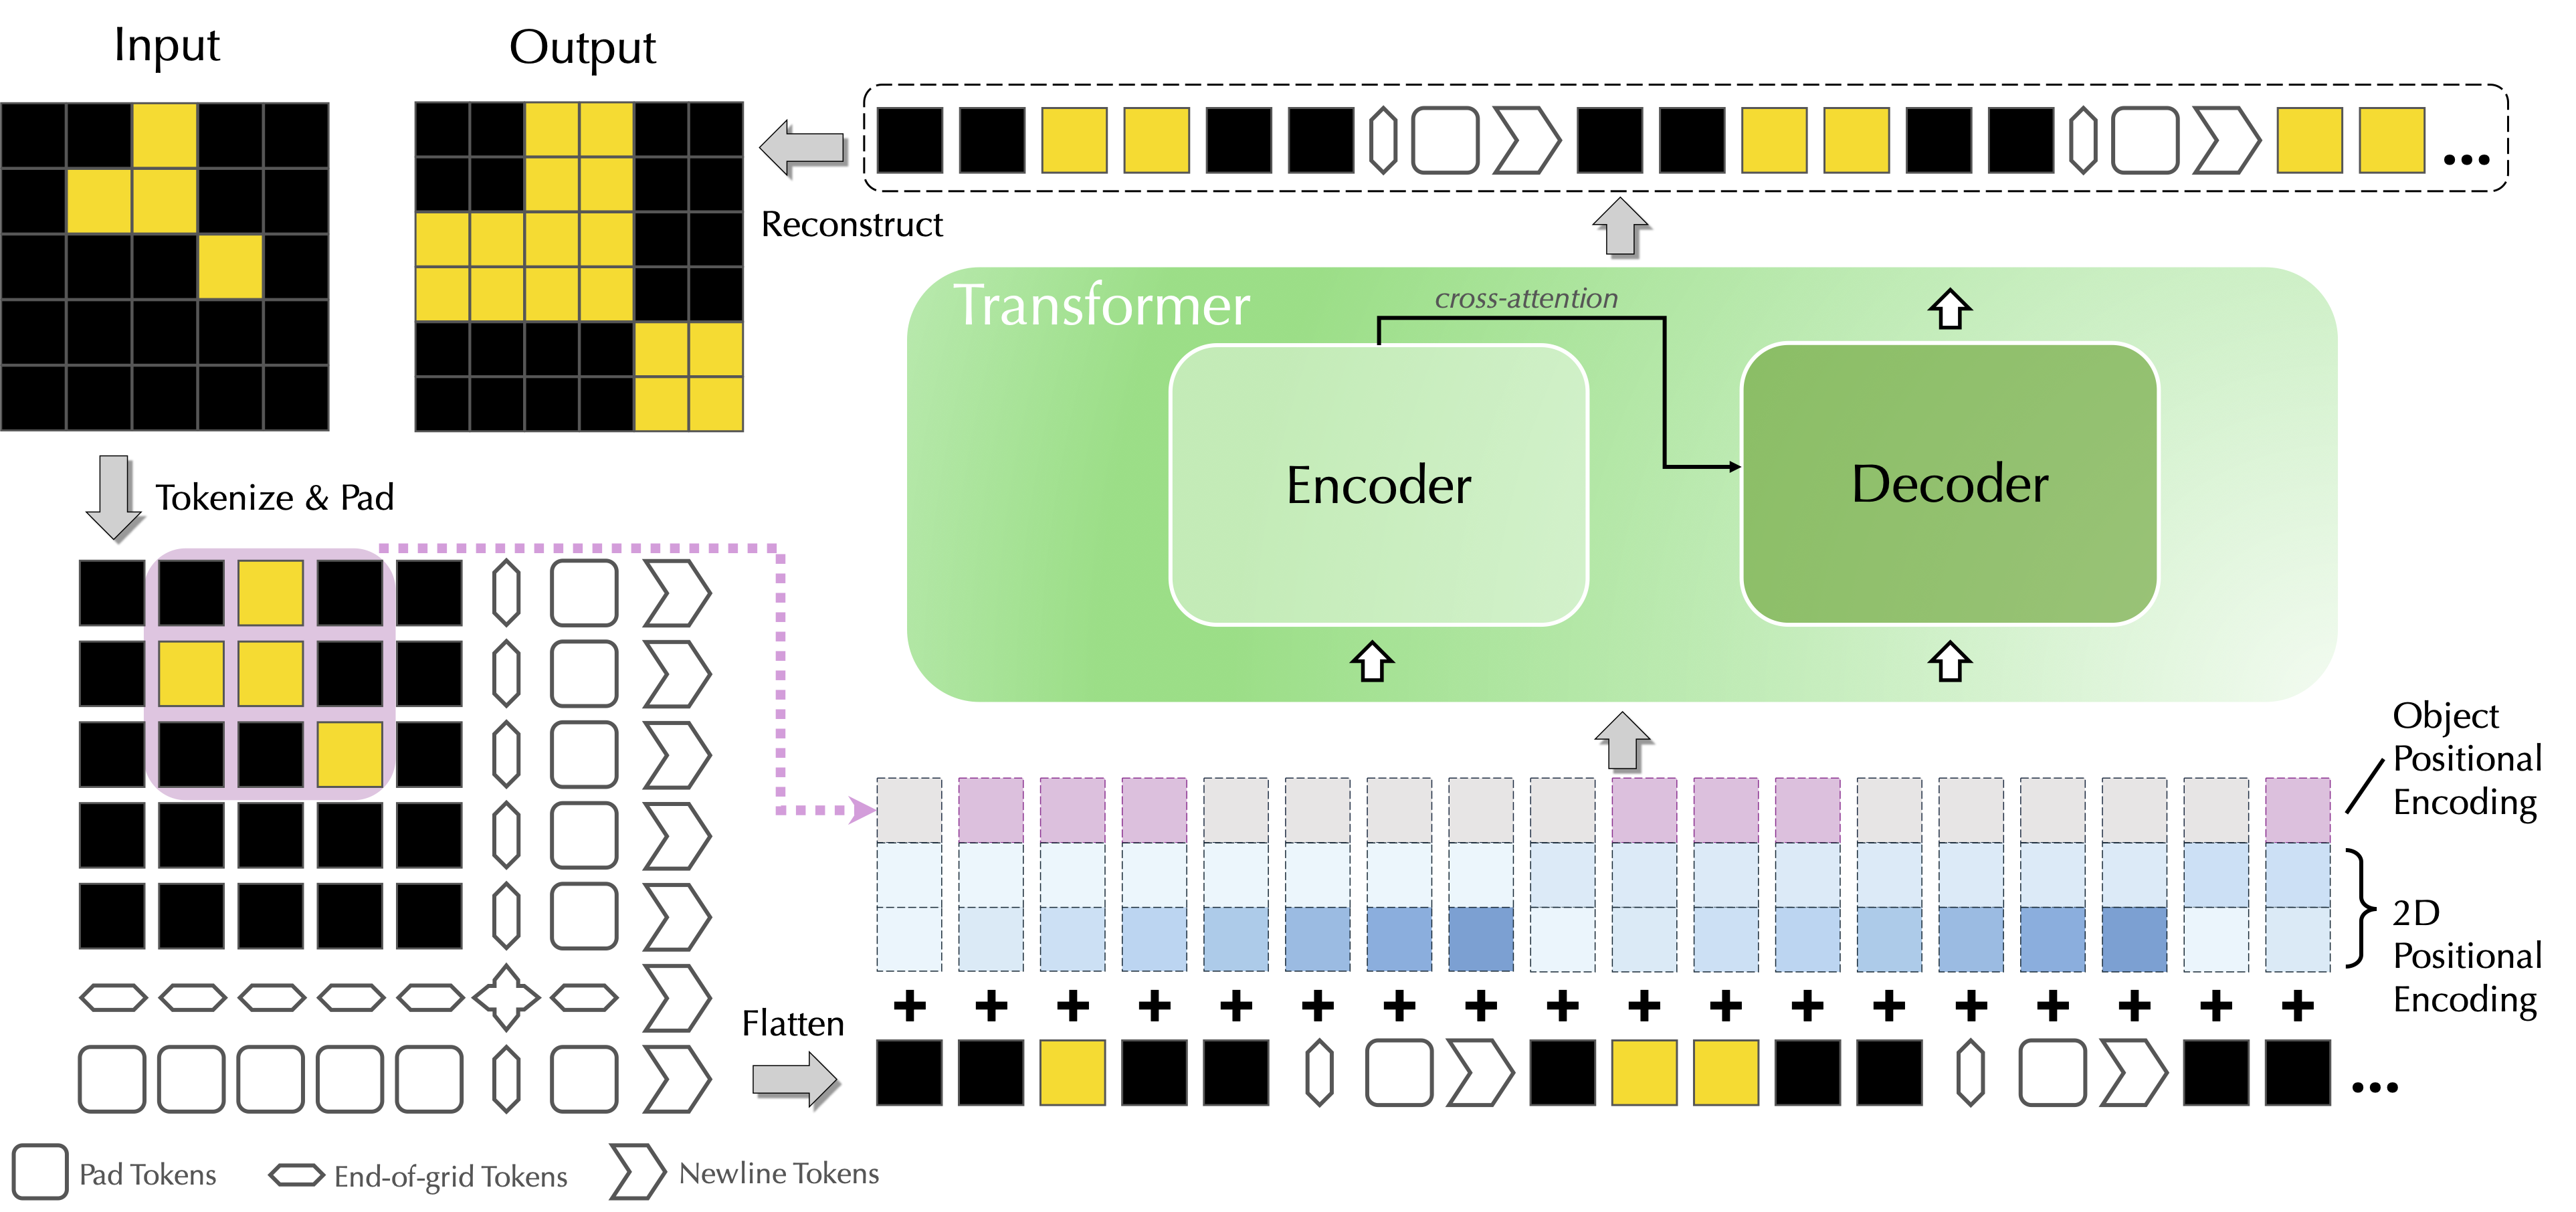 Input
Output
Reconstruct
Transformer
cross-attention
Encoder
Decoder
Tokenize & Pad
Object
Positional
Encoding
2D
Positional
Encoding
Flatten
Pad Tokens
End-of-grid Tokens
Newline Tokens